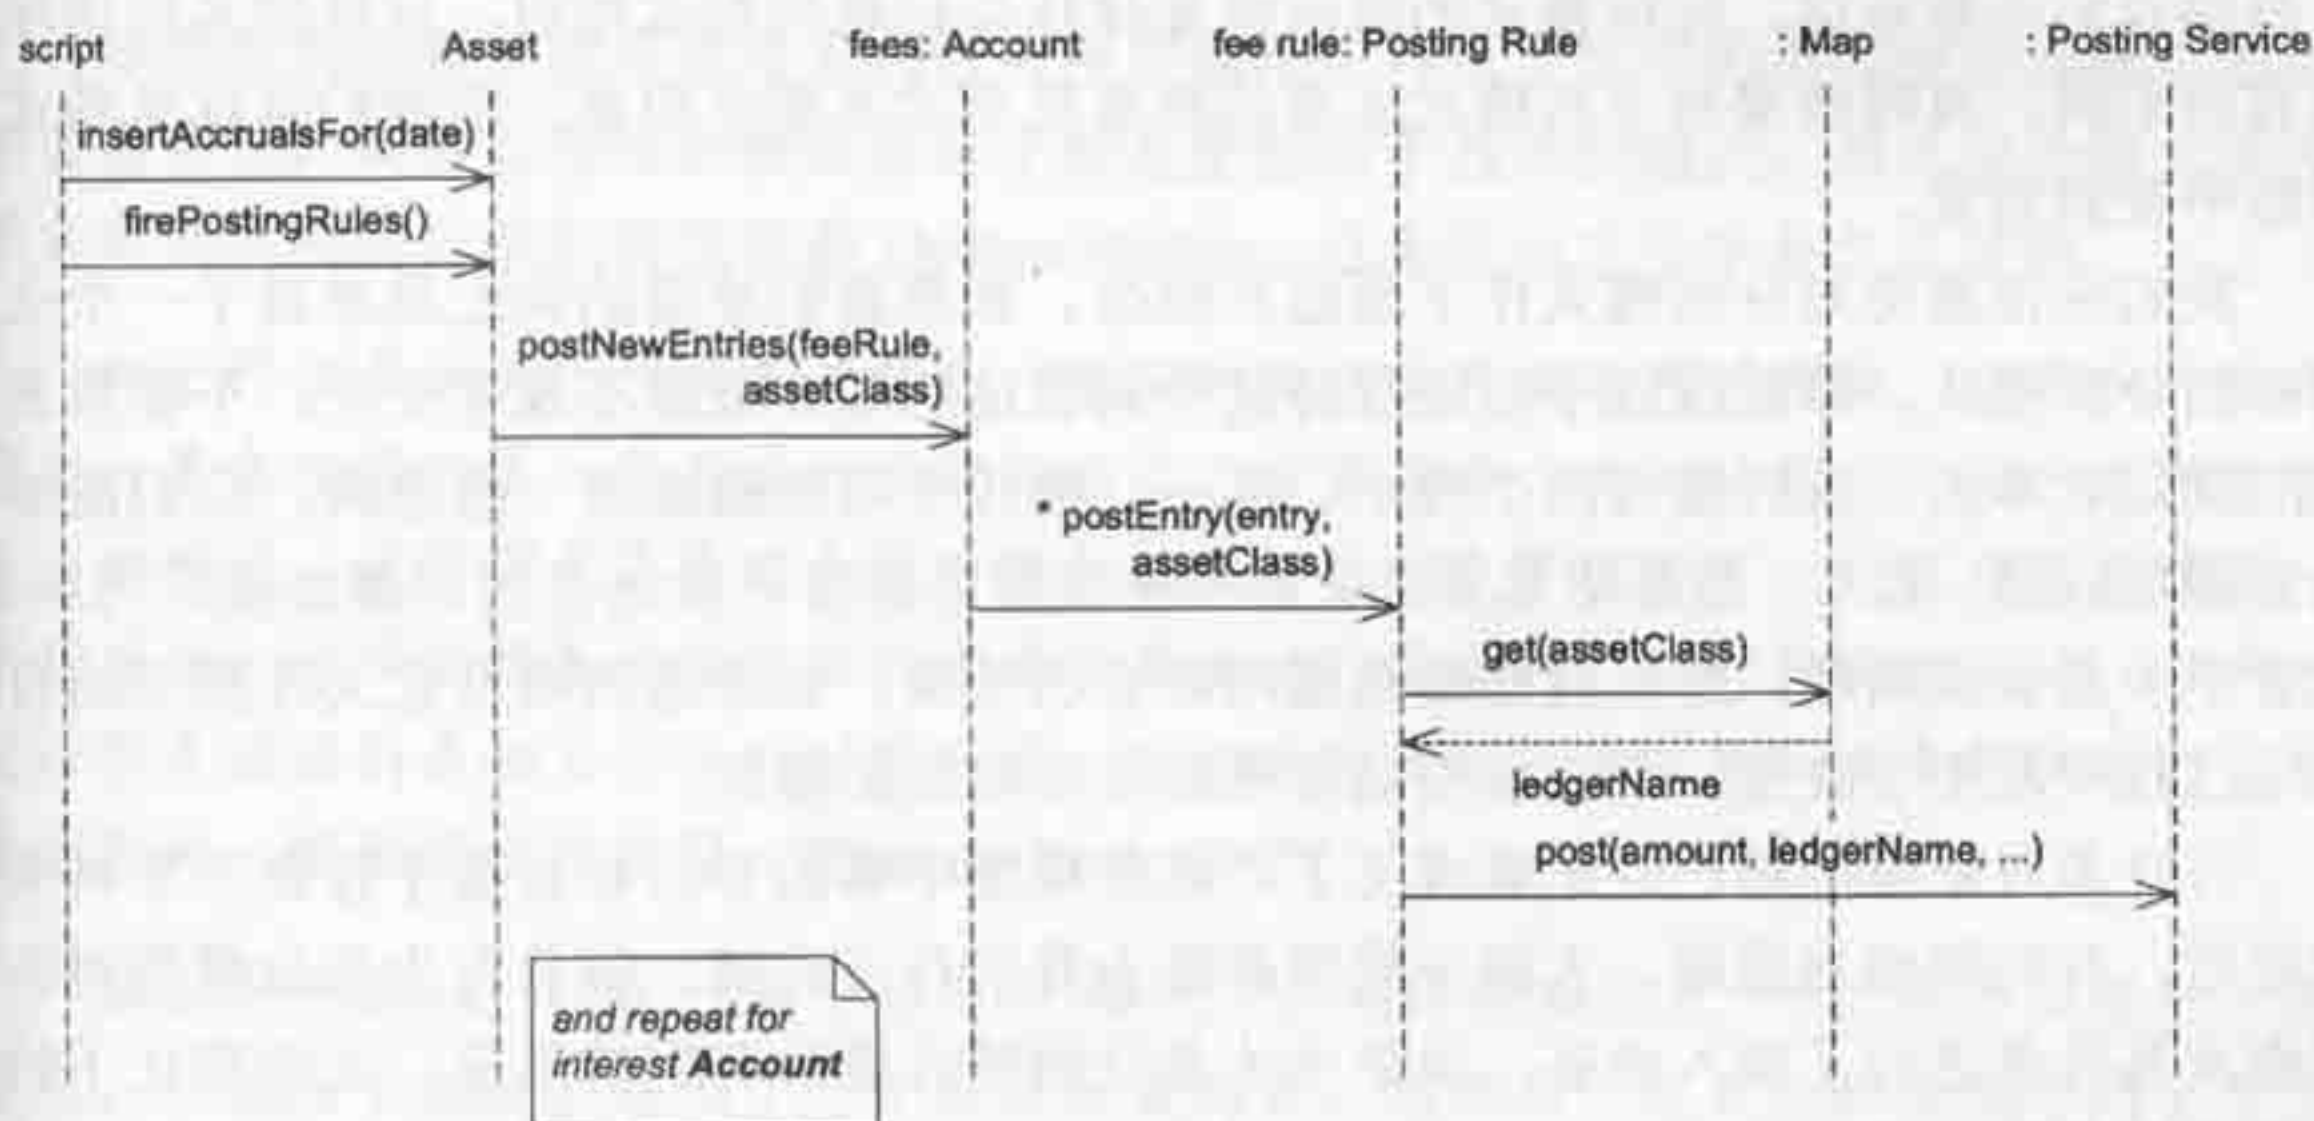 script
Asset
fees: Account
fee rule: Posting Rule
: Map
: Posting Service
insertAccrualsFor(date)
firePostingRules()
postNewEntries(feeRule,
assetClass)
* postEntry(entry,
assetClass)
get(assetClass)
ledgerName
post(amount, ledgerName, ...)
and repeat for
interest Account